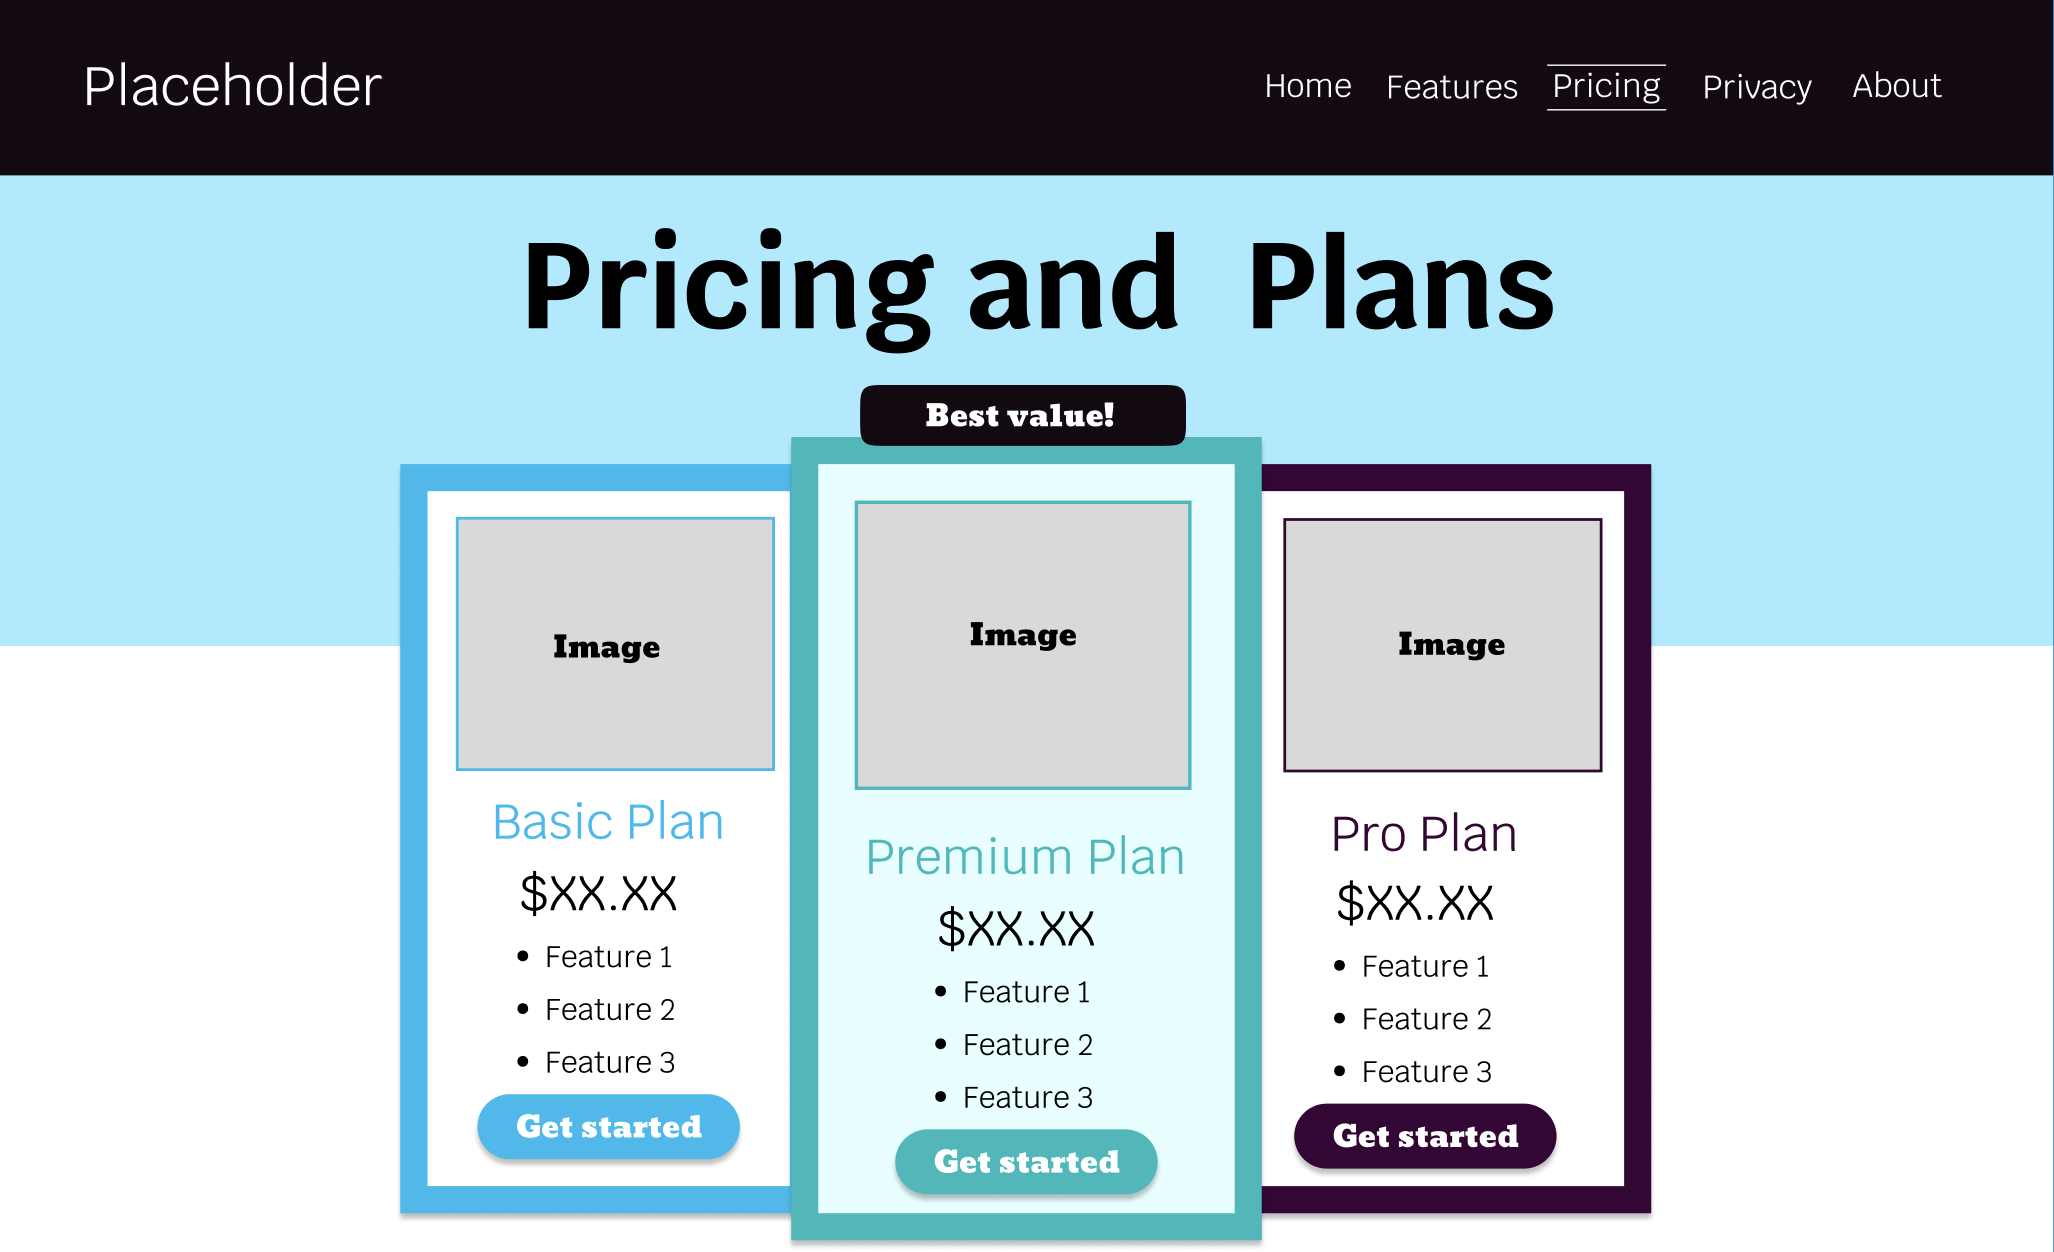 Placeholder
Home Features Pricing Privacy About
Pricing and Plans
Best value!
Image
Basic Plan
$XX.XX
• Feature 1
• Feature 2
• Feature 3
Get started
Image
Premium Plan
$XX.XX
• Feature 1
• Feature 2
• Feature 3
Get started
Image
Pro Plan
$XX.XX
• Feature 1
• Feature 2
• Feature 3
Get started